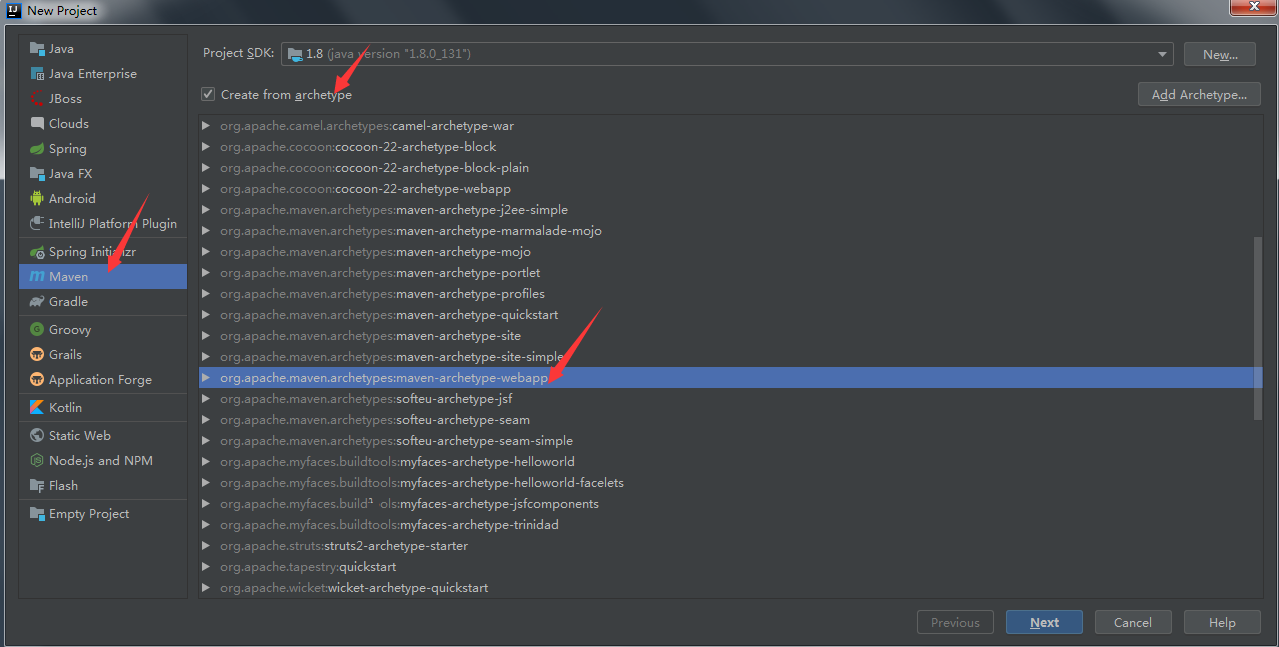 New Project
Java
Java Enterprise
JBoss
Clouds
Spring
Java FX
Android
IntelliJ Platform Plugin
Spring Initializr
Maven
Gradle
Groovy
Grails
Application Forge
Kotlin
Static Web
Node.js and NPM
Flash
Empty Project
Project SDK: 1.8 (java version "1.8.0_131") New...
Create from archetype Add Archetype...
org.apache.camel.archetypes:camel-archetype-war
org.apache.cocoon:cocoon-22-archetype-block
org.apache.cocoon:cocoon-22-archetype-block-plain
org.apache.cocoon:cocoon-22-archetype-webapp
org.apache.maven.archetypes:maven-archetype-j2ee-simple
org.apache.maven.archetypes:maven-archetype-marmalade-mojo
org.apache.maven.archetypes:maven-archetype-mojo
org.apache.maven.archetypes:maven-archetype-portlet
org.apache.maven.archetypes:maven-archetype-profiles
org.apache.maven.archetypes:maven-archetype-quickstart
org.apache.maven.archetypes:maven-archetype-site
org.apache.maven.archetypes:maven-archetype-site-simple
org.apache.maven.archetypes:maven-archetype-webapp
org.apache.maven.archetypes:softeu-archetype-jsf
org.apache.maven.archetypes:softeu-archetype-seam
org.apache.maven.archetypes:softeu-archetype-seam-simple
org.apache.myfaces.buildtools:myfaces-archetype-helloworld
org.apache.myfaces.buildtools:myfaces-archetype-helloworld-facelets
org.apache.myfaces.buildtools:myfaces-archetype-jsfcomponents
org.apache.myfaces.buildtools:myfaces-archetype-trinidad
org.apache.struts:struts2-archetype-starter
org.apache.tapestry:quickstart
org.apache.wicket:wicket-archetype-quickstart
Previous Next Cancel Help